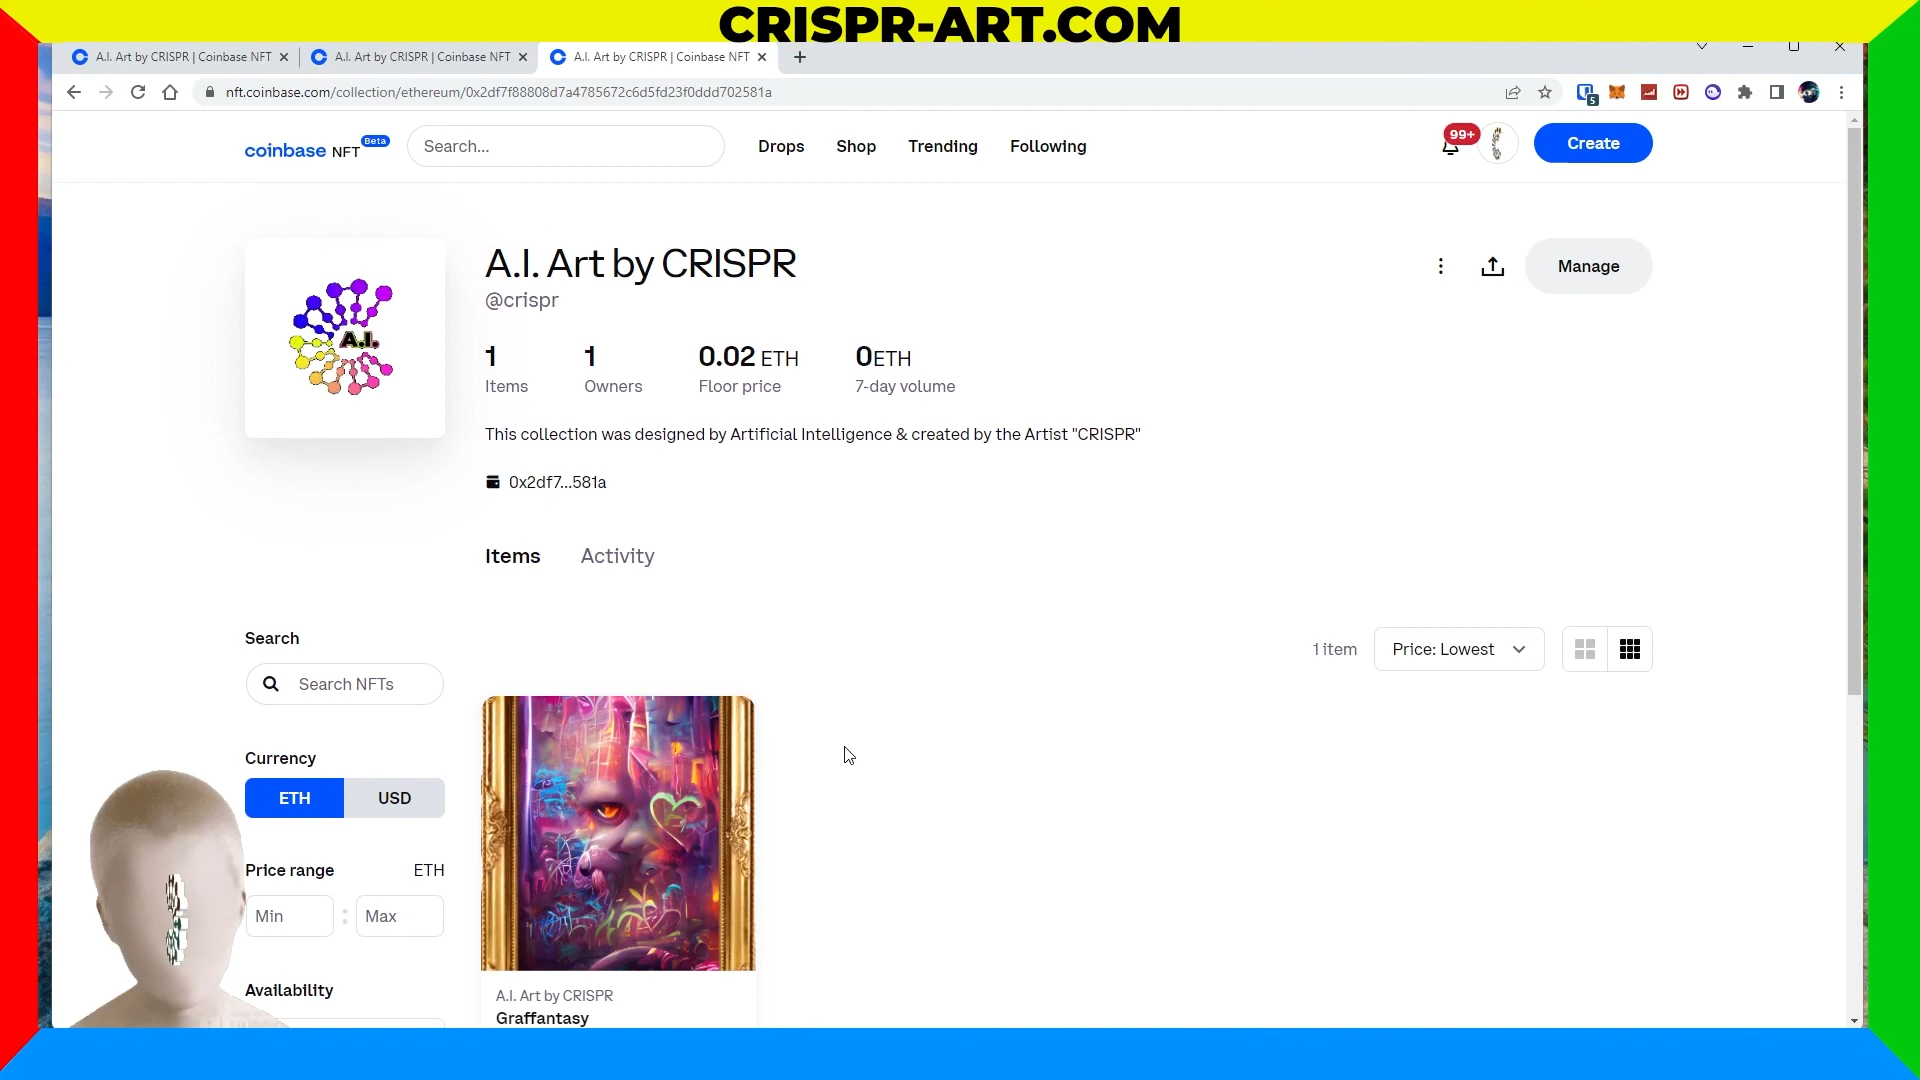 CRISPR-ART.COM
A.I. Art by CRISPR | Coinbase NFT
A.I. Art by CRISPR | Coinbase NFT
A.I. Art by CRISPR | Coinbase NFT
nft.coinbase.com/collection/ethereum/0x2df7f88808d7a4785672c6d5fd23f0ddd702581a
5
coinbase NFT Beta
Search...
Drops
Shop
Trending
Following
99+
Create
A.I.
A.I. Art by CRISPR
@crispr
Manage
1 1 0.02 ETH 0ETH
Items Owners Floor price 7-day volume
This collection was designed by Artificial Intelligence & created by the Artist "CRISPR"
0x2df7...581a
Items Activity
Search
1 item
Price: Lowest
Search NFTs
Currency
ETH USD
Price range ETH
Min : Max
Availability
A.I. Art by CRISPR
Graffantasy